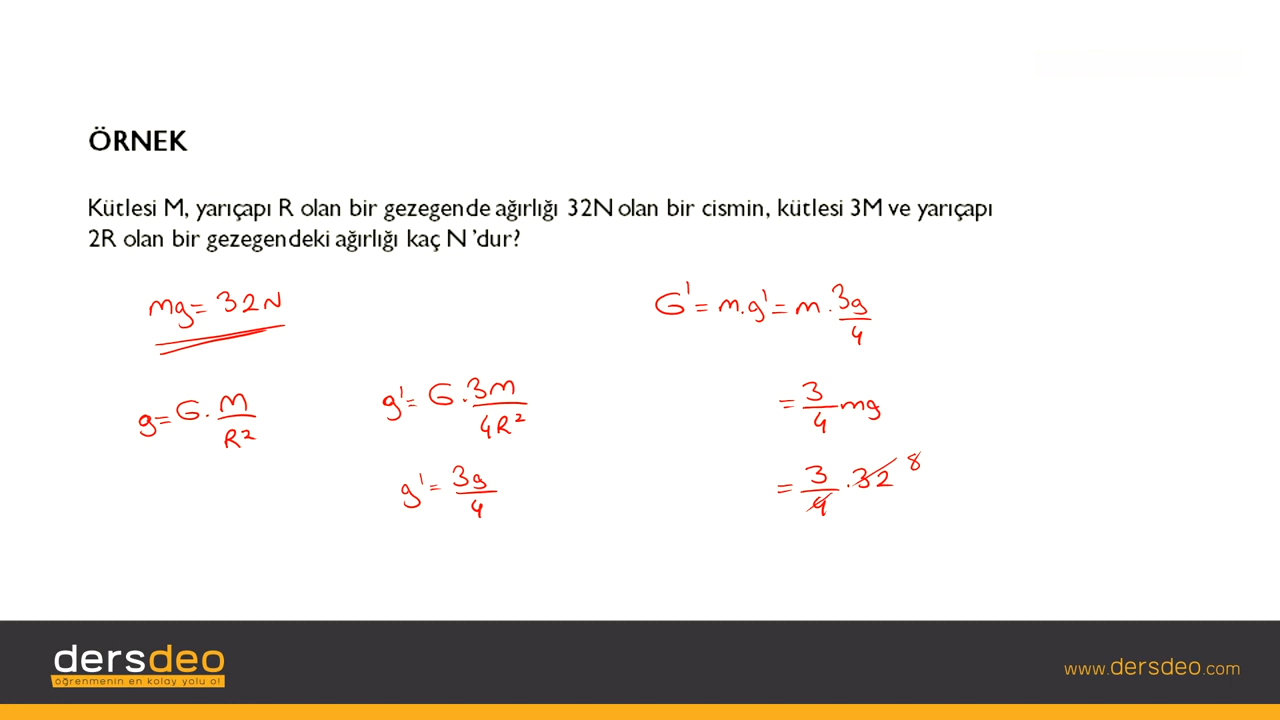 ÖRNEK
Kütlesi M, yarıçapı R olan bir gezegende ağırlığı 32N olan bir cismin, kütlesi 3M ve yarıçapı
2R olan bir gezegendeki ağırlığı kaç N 'dur?
mg= 32N
g= G. M/R²
g'= G. 3M/4R²
g'= 3g/4
G'= m.g'= m. 3g/4
= 3/4 mg
= 3/4 .32 8
dersdeo
öğrenmenin en kolay yolu o!
www.dersdeo.com